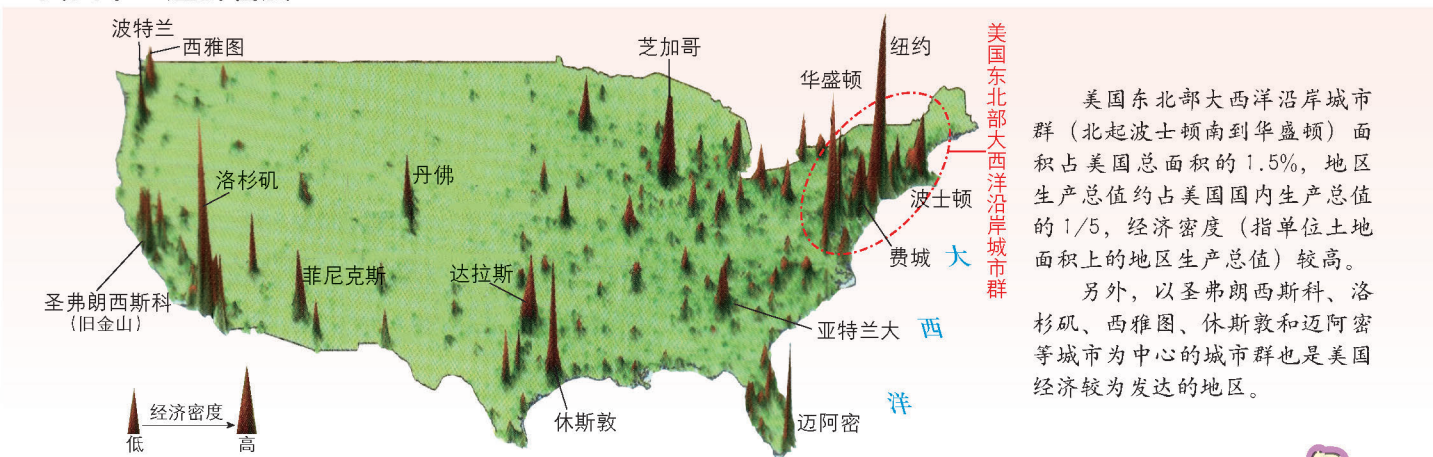 波特兰
西雅图
芝加哥
纽约
华盛顿
洛杉矶
丹佛
波士顿
费城
菲尼克斯
达拉斯
圣弗朗西斯科
(旧金山)
亚特兰大
休斯敦
迈阿密
大
西
洋
低
经济密度
高
美国东北部大西洋沿岸城市群
美国东北部大西洋沿岸城市
群（北起波士顿南到华盛顿）面
积占美国总面积的1.5%，地区
生产总值约占美国国内生产总值
的1/5，经济密度（指单位土地
面积上的地区生产总值）较高。
另外，以圣弗朗西斯科、洛
杉矶、西雅图、休斯敦和迈阿密
等城市为中心的城市群也是美国
经济较为发达的地区。